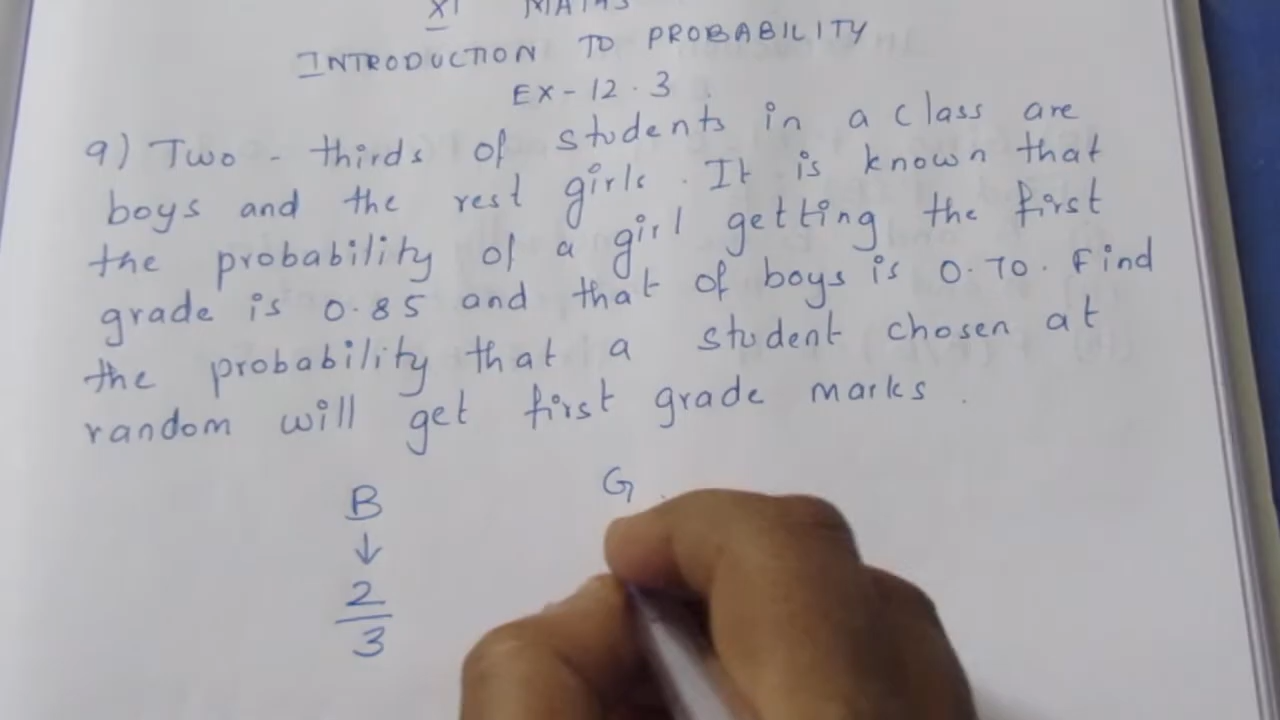 XI MATHS
INTRODUCTION TO PROBABILITY
EX-12.3
9) Two-thirds of students in a class are
boys and the rest girls. It is known that
the probability of a girl getting the first
grade is 0.85 and that of boys is 0.70. Find
the probability that a student chosen at
random will get first grade marks.
B G
↓
2
3